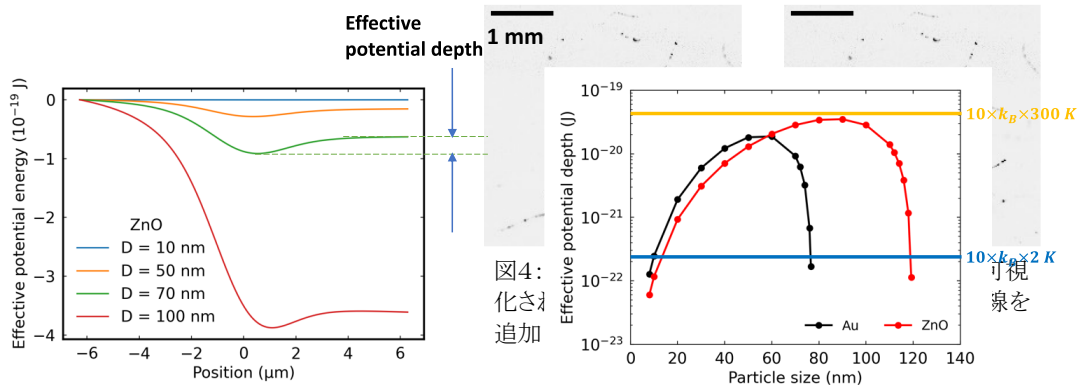 Effective
potential depth
1 mm
Effective potential energy (10⁻¹⁹ J)
0
−1
−2
−3
−4
ZnO
D = 10 nm
D = 50 nm
D = 70 nm
D = 100 nm
−6 −4 −2 0 2 4 6
Position (μm)
図4:
可視
化され
線を
追加
Effective potential depth (J)
10⁻¹⁹
10⁻²⁰
10⁻²¹
10⁻²²
10⁻²³
10×k_B×300 K
10×k_B×2 K
Au ZnO
0 20 40 60 80 100 120 140
Particle size (nm)